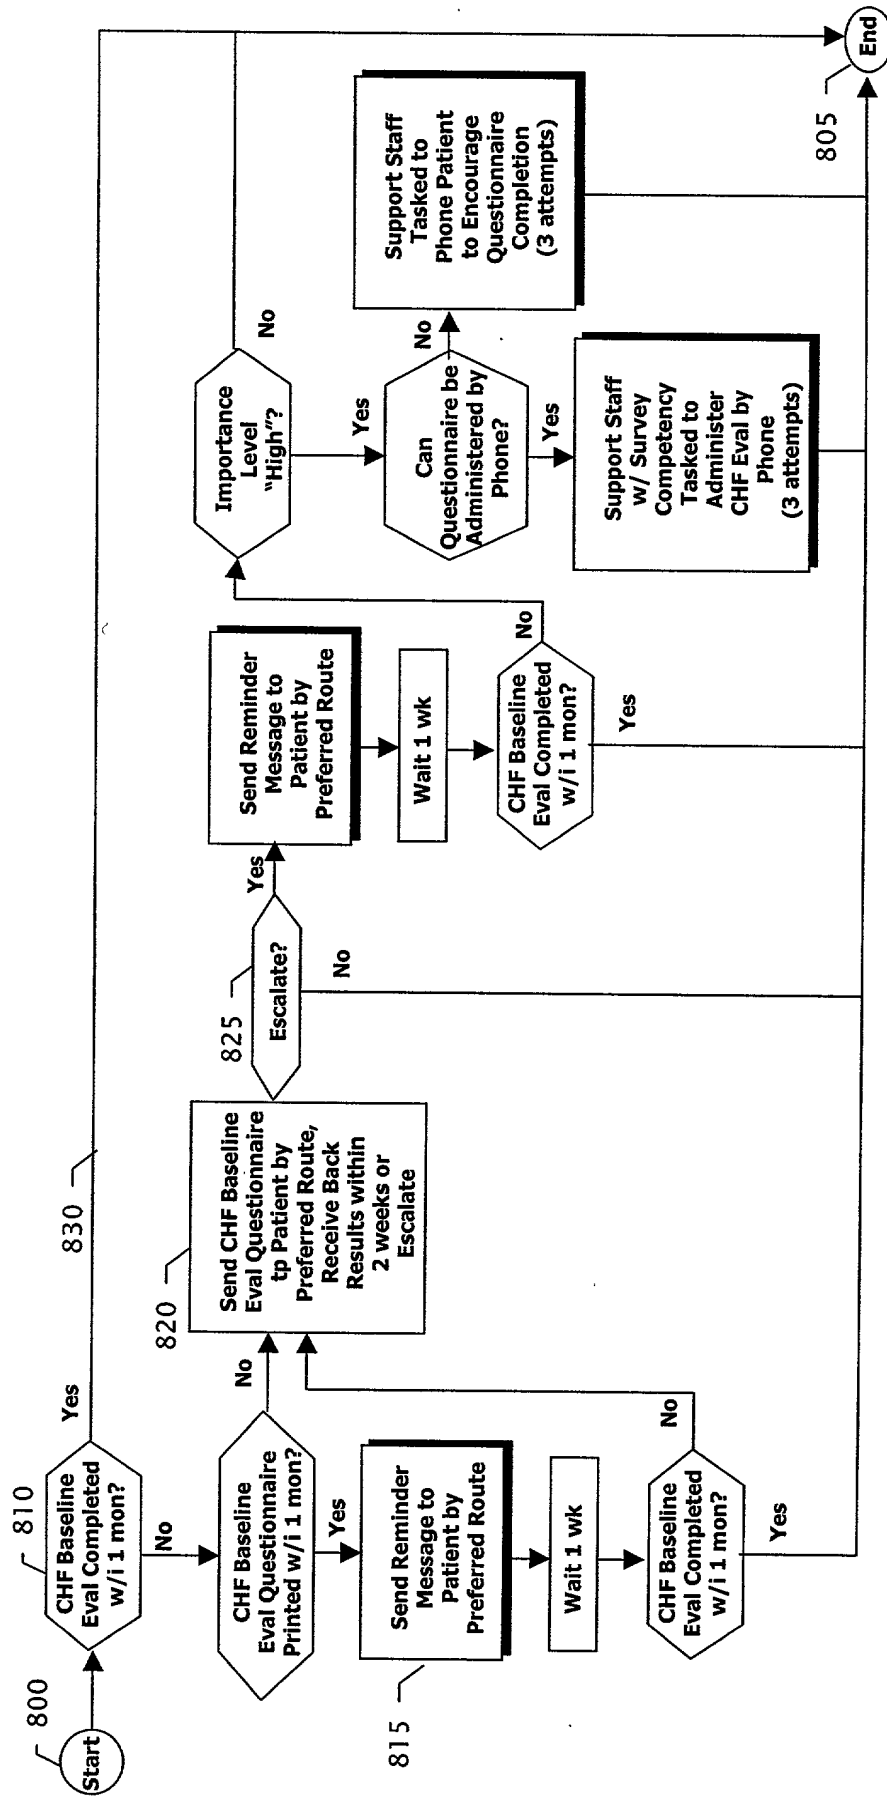 800
Start
810
CHF Baseline
Eval Completed
w/i 1 mon?
Yes
No
830
CHF Baseline
Eval Questionnaire
Printed w/i 1 mon?
No
Yes
815
Send Reminder
Message to
Patient by
Preferred Route
Wait 1 wk
CHF Baseline
Eval Completed
w/i 1 mon?
No
Yes
820
Send CHF Baseline
Eval Questionnaire
tp Patient by
Preferred Route,
Receive Back
Results within
2 weeks or
Escalate
825
Escalate?
Yes
No
Send Reminder
Message to
Patient by
Preferred Route
Wait 1 wk
CHF Baseline
Eval Completed
w/i 1 mon?
No
Yes
Importance
Level
"High"?
No
Yes
Can
Questionnaire be
Administered by
Phone?
No
Yes
Support Staff
Tasked to
Phone Patient
to Encourage
Questionnaire
Completion
(3 attempts)
Support Staff
w/ Survey
Competency
Tasked to
Administer
CHF Eval by
Phone
(3 attempts)
805
End